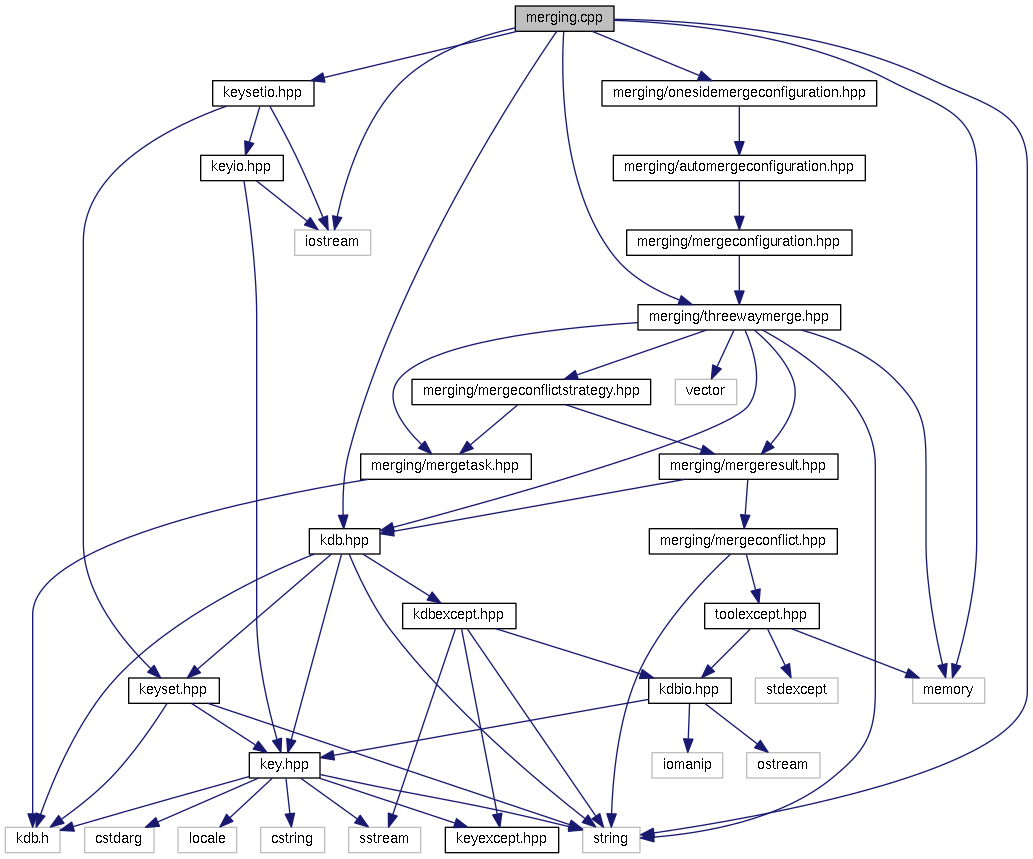 merging.cpp
keysetio.hpp
merging/onesidemergeconfiguration.hpp
keyio.hpp
merging/automergeconfiguration.hpp
iostream
merging/mergeconfiguration.hpp
merging/threewaymerge.hpp
merging/mergeconflictstrategy.hpp
vector
merging/mergetask.hpp
merging/mergeresult.hpp
kdb.hpp
merging/mergeconflict.hpp
kdbexcept.hpp
toolexcept.hpp
keyset.hpp
kdbio.hpp
stdexcept
memory
key.hpp
iomanip
ostream
kdb.h
cstdarg
locale
cstring
sstream
keyexcept.hpp
string